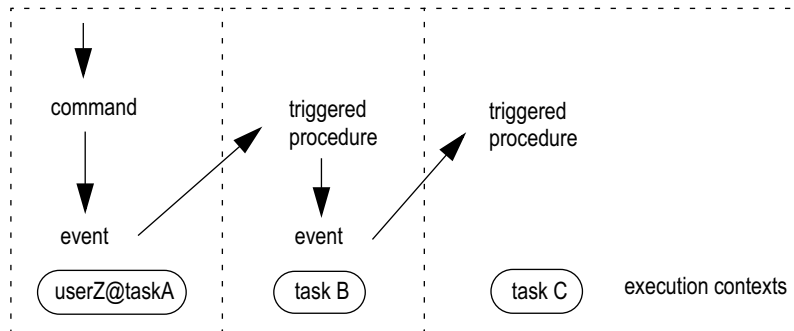 command
event
userZ@taskA
triggered
procedure
event
task B
triggered
procedure
task C
execution contexts